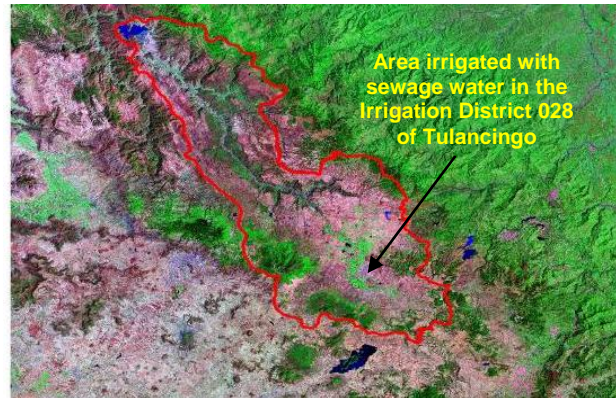 Area irrigated with
sewage water in the
Irrigation District 028
of Tulancingo